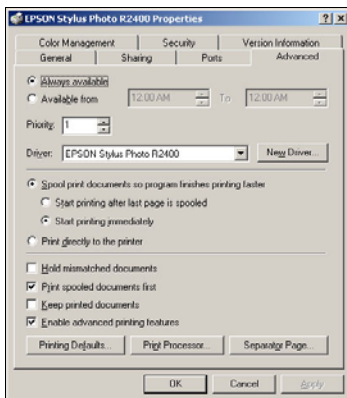 EPSON Stylus Photo R2400 Properties
Color Management Security Version Information
General Sharing Ports Advanced
Always available
Available from 12:00 AM To 12:00 AM
Priority: 1
Driver: EPSON Stylus Photo R2400 New Driver...
Spool print documents so program finishes printing faster
Start printing after last page is spooled
Start printing immediately
Print directly to the printer
Hold mismatched documents
Print spooled documents first
Keep printed documents
Enable advanced printing features
Printing Defaults... Print Processor... Separator Page...
OK Cancel Apply